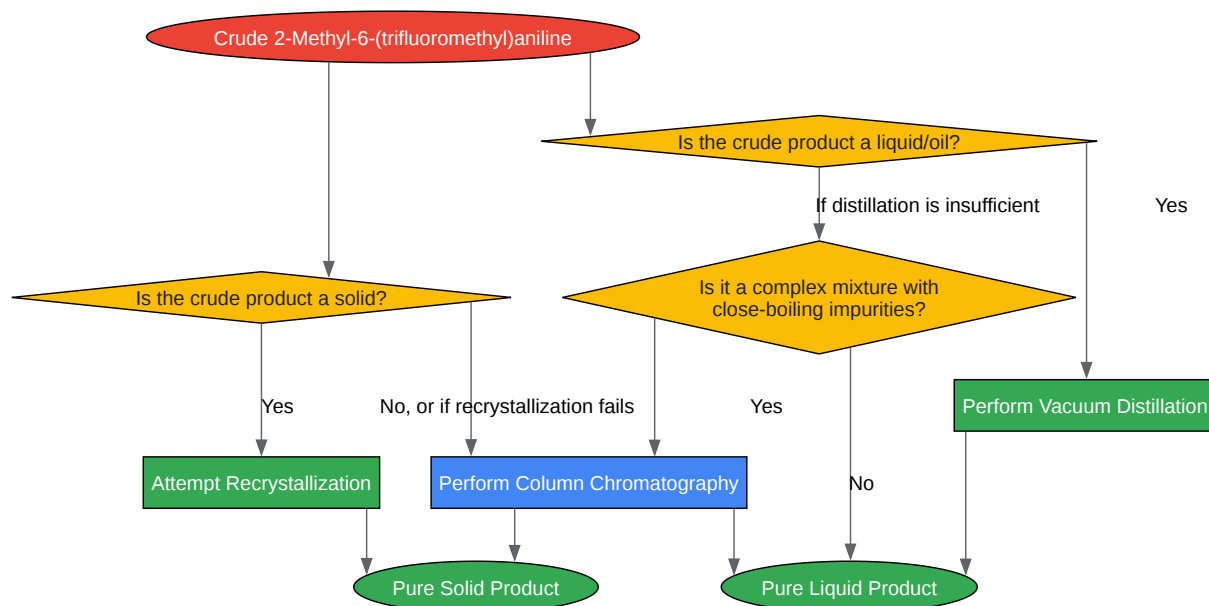 Crude 2-Methyl-6-(trifluoromethyl)aniline
Is the crude product a liquid/oil?
If distillation is insufficient
Yes
Is the crude product a solid?
Is it a complex mixture with
close-boiling impurities?
Yes
No, or if recrystallization fails
Yes
Perform Vacuum Distillation
Attempt Recrystallization
Perform Column Chromatography
No
Pure Solid Product
Pure Liquid Product